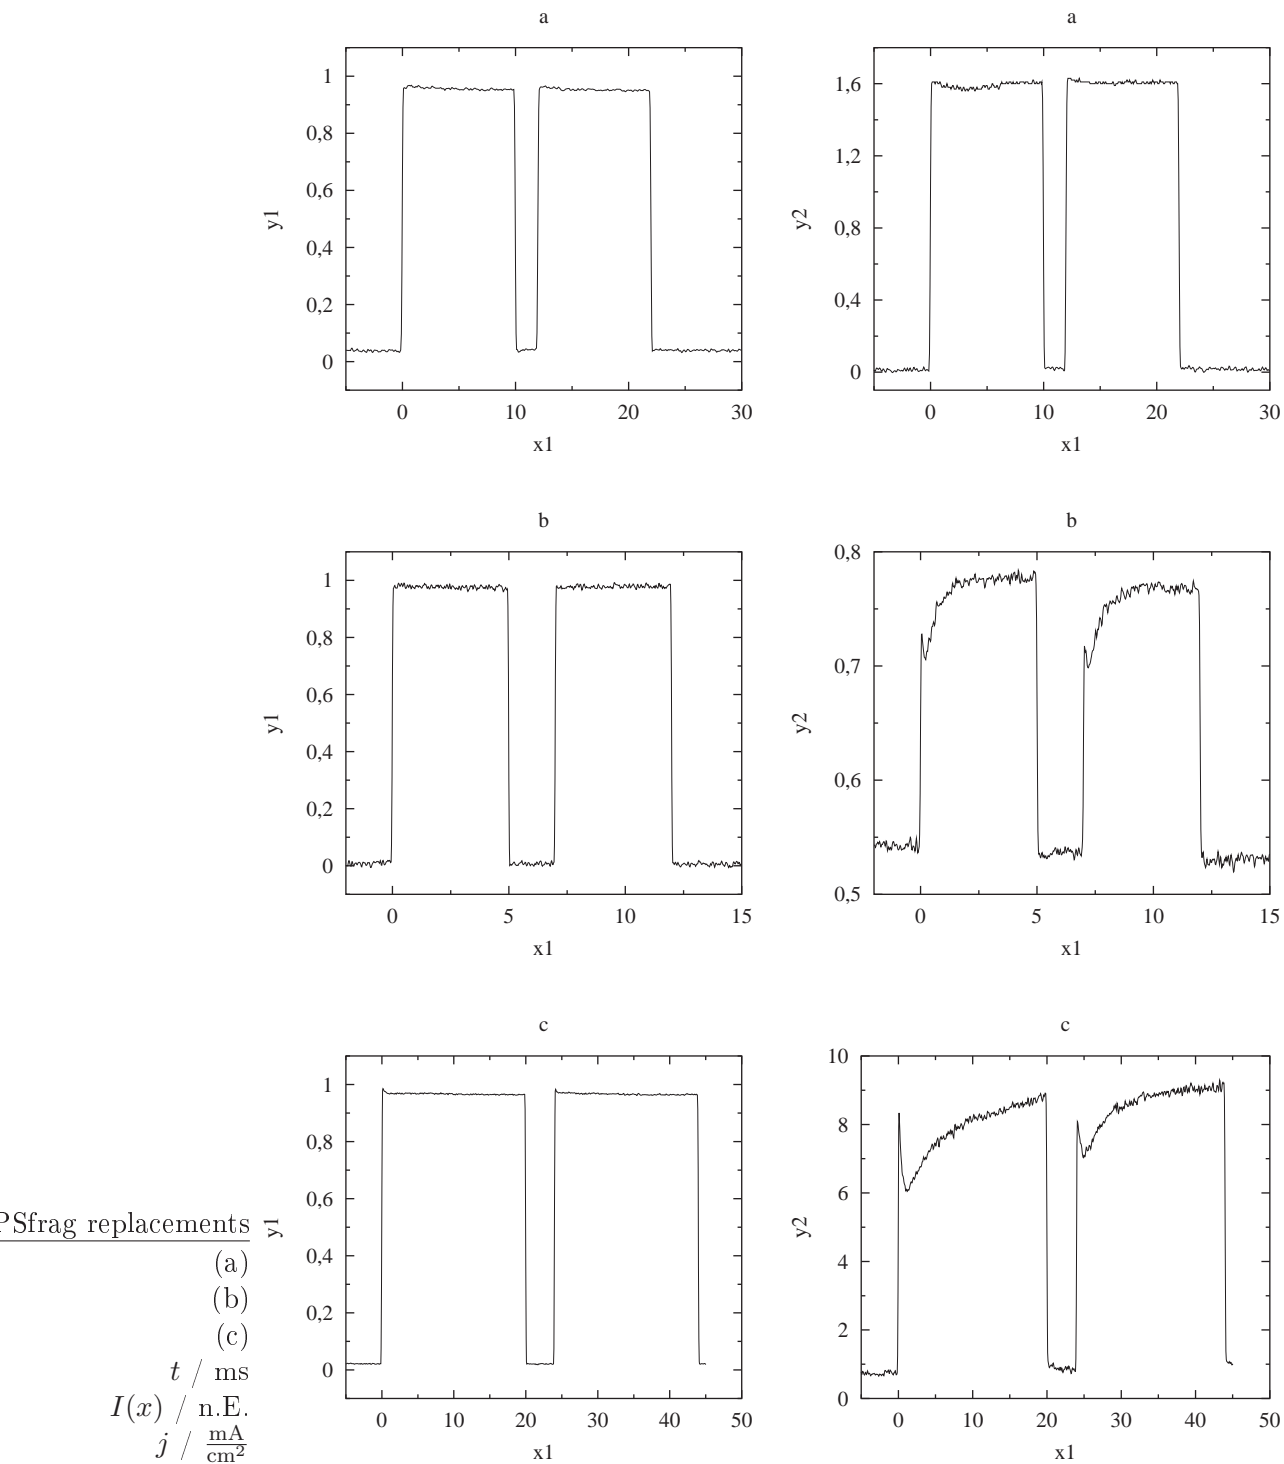 a
1
0,8
0,6
0,4
0,2
0
y1
0 10 20 30
x1
a
1,6
1,2
0,8
0,4
0
y2
0 10 20 30
x1
b
1
0,8
0,6
0,4
0,2
0
y1
0 5 10 15
x1
b
0,8
0,7
0,6
0,5
y2
0 5 10 15
x1
c
1
0,8
0,6
0,4
0,2
0
y1
0 10 20 30 40 50
x1
c
10
8
6
4
2
0
y2
0 10 20 30 40 50
x1
PSfrag replacements
(a)
(b)
(c)
t / ms
I(x) / n.E.
j / mA
cm²